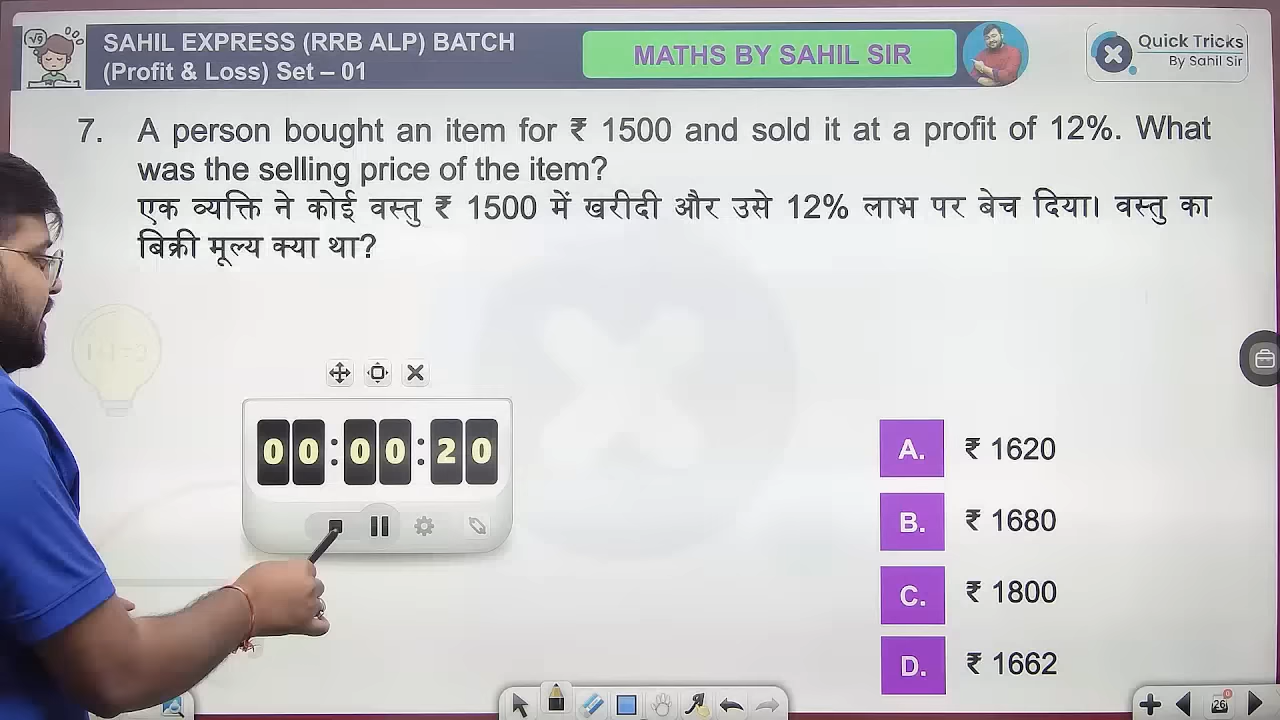 SAHIL EXPRESS (RRB ALP) BATCH
(Profit & Loss) Set – 01
MATHS BY SAHIL SIR
Quick Tricks
By Sahil Sir
7. A person bought an item for ₹ 1500 and sold it at a profit of 12%. What
was the selling price of the item?
एक व्यक्ति ने कोई वस्तु ₹ 1500 में खरीदी और उसे 12% लाभ पर बेच दिया। वस्तु का
बिक्री मूल्य क्या था?
00:00:20
A. ₹ 1620
B. ₹ 1680
C. ₹ 1800
D. ₹ 1662
26